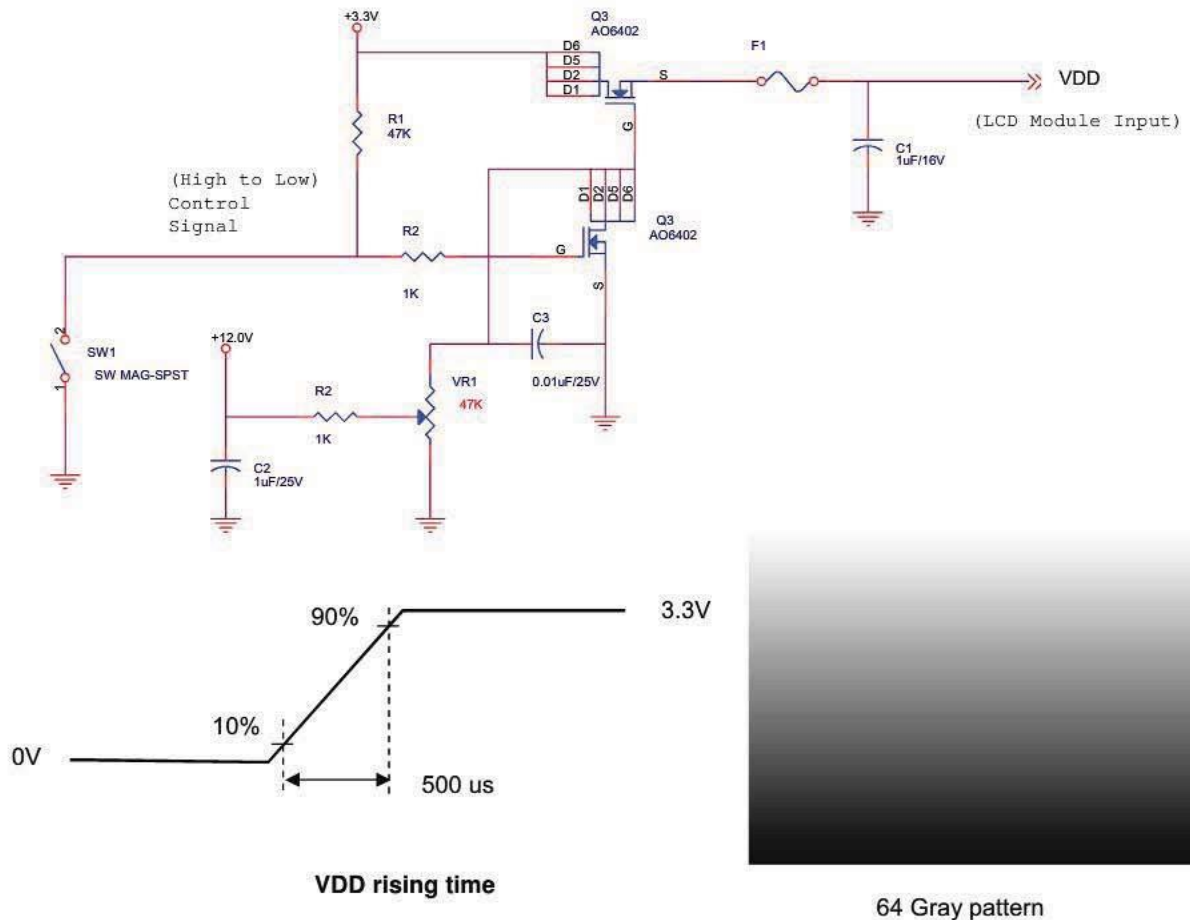 +3.3V
Q3
AO6402
D6
D5
D2
D1
S
G
F1
VDD
(LCD Module Input)
R1
47K
C1
1uF/16V
(High to Low)
Control
Signal
D1
D2
D5
D6
Q3
AO6402
R2
1K
G
S
2
1
SW1
SW MAG-SPST
+12.0V
C3
0.01uF/25V
R2
1K
VR1
47K
C2
1uF/25V
90%
3.3V
10%
0V
500 us
VDD rising time
64 Gray pattern